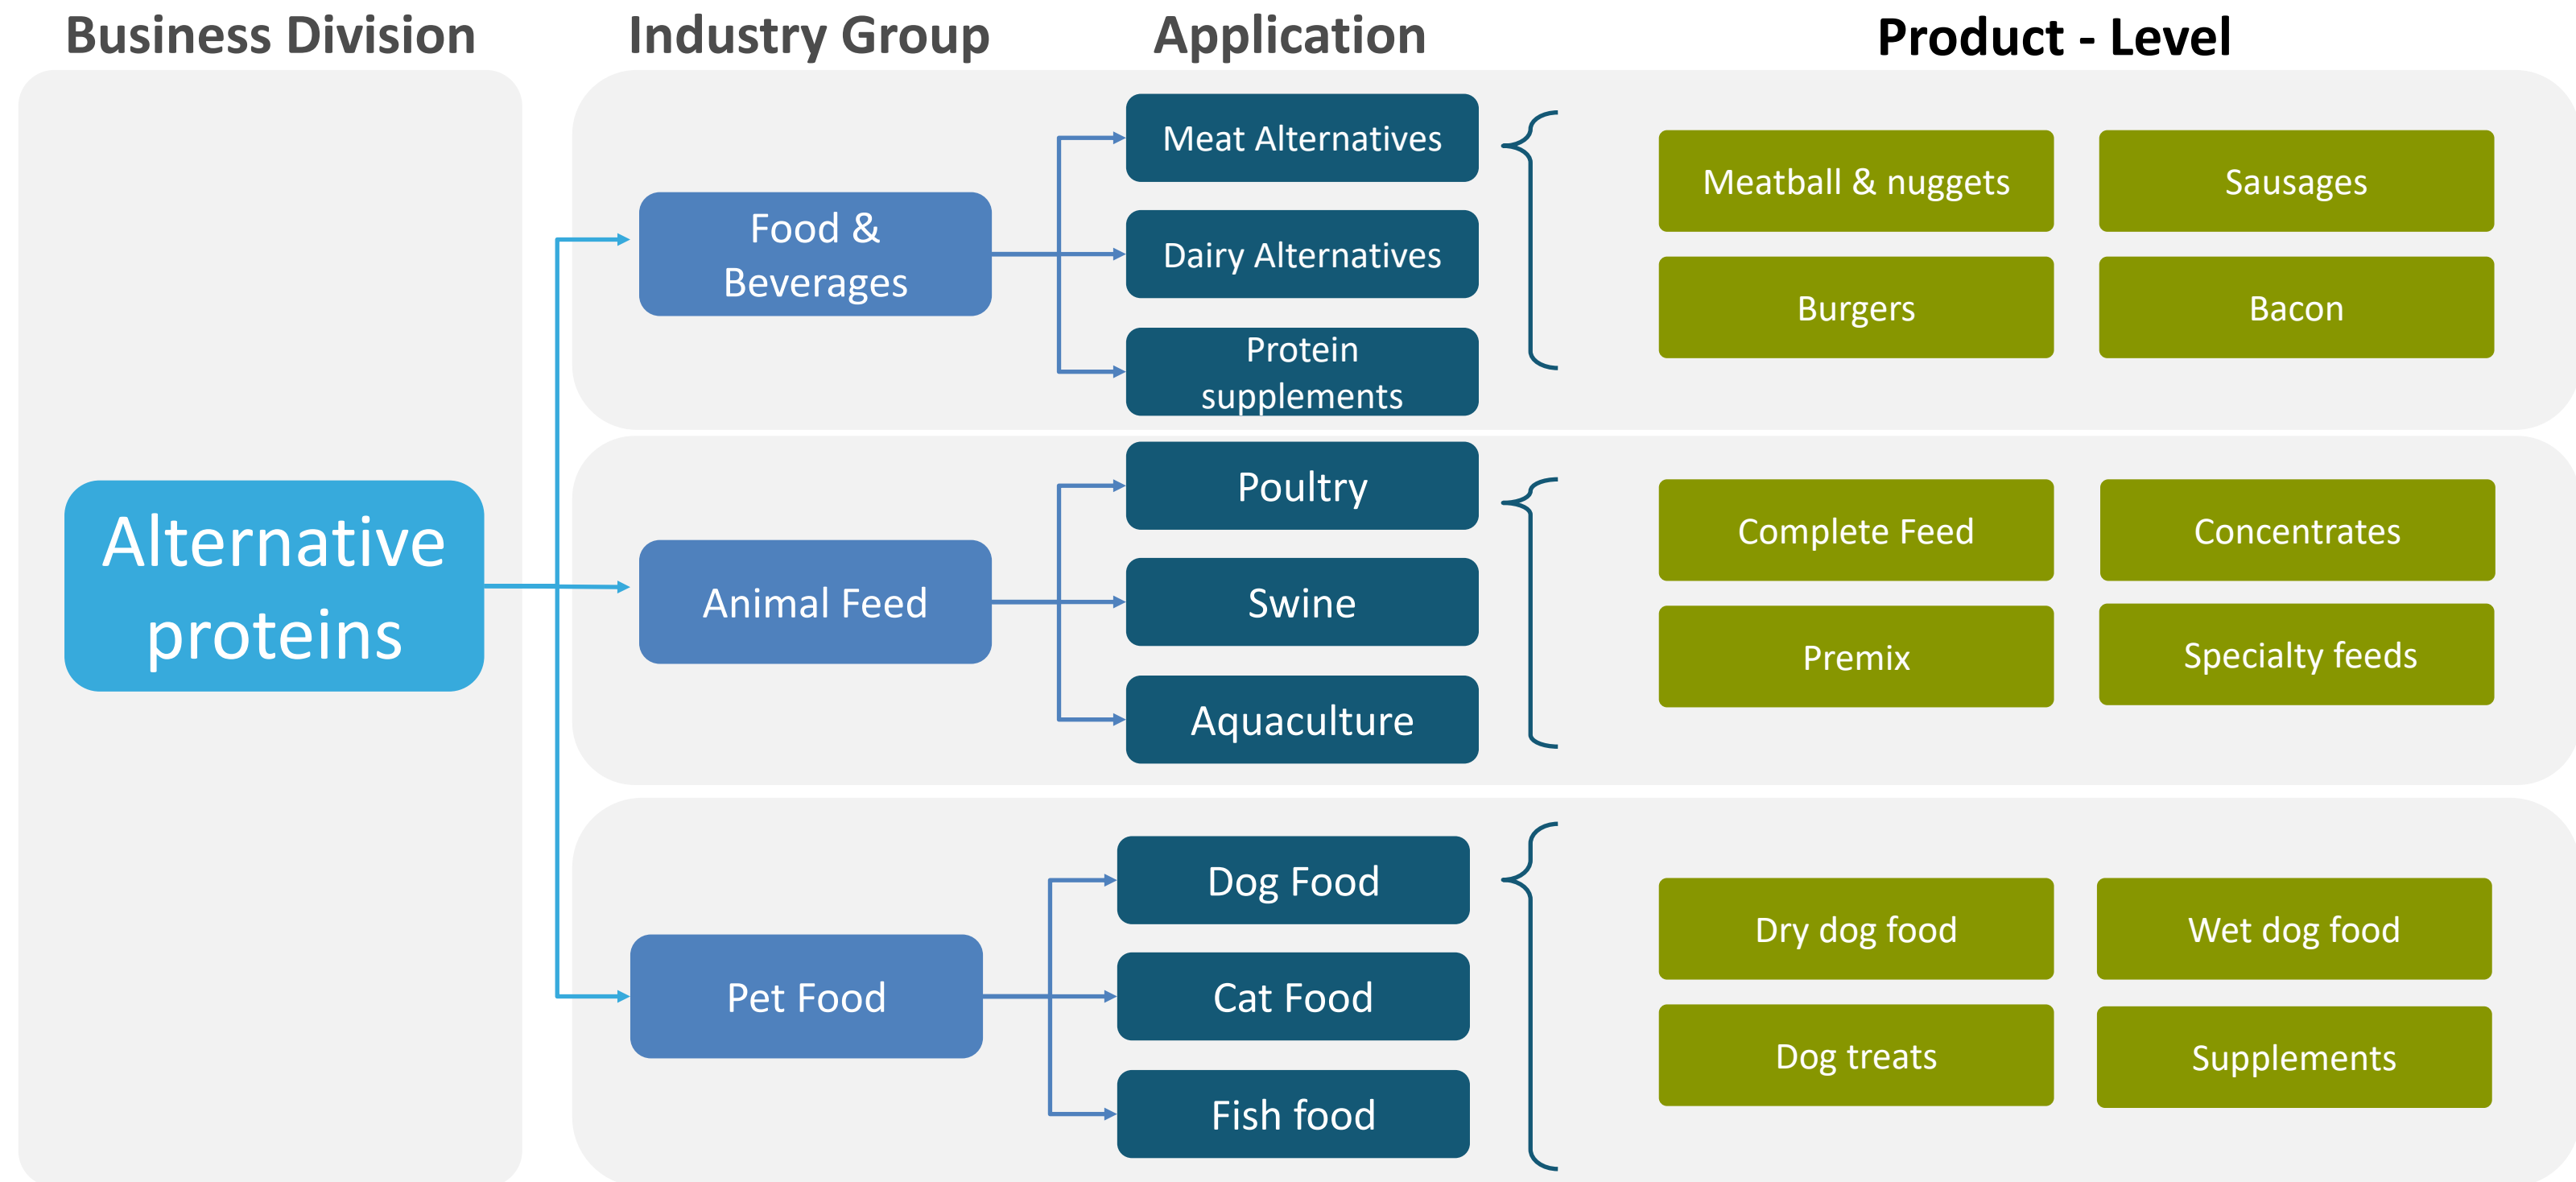 Business Division
Industry Group
Application
Product - Level
Alternative
proteins
Food &
Beverages
Meat Alternatives
Dairy Alternatives
Protein
supplements
Meatball & nuggets
Sausages
Burgers
Bacon
Animal Feed
Poultry
Swine
Aquaculture
Complete Feed
Concentrates
Premix
Specialty feeds
Pet Food
Dog Food
Cat Food
Fish food
Dry dog food
Wet dog food
Dog treats
Supplements